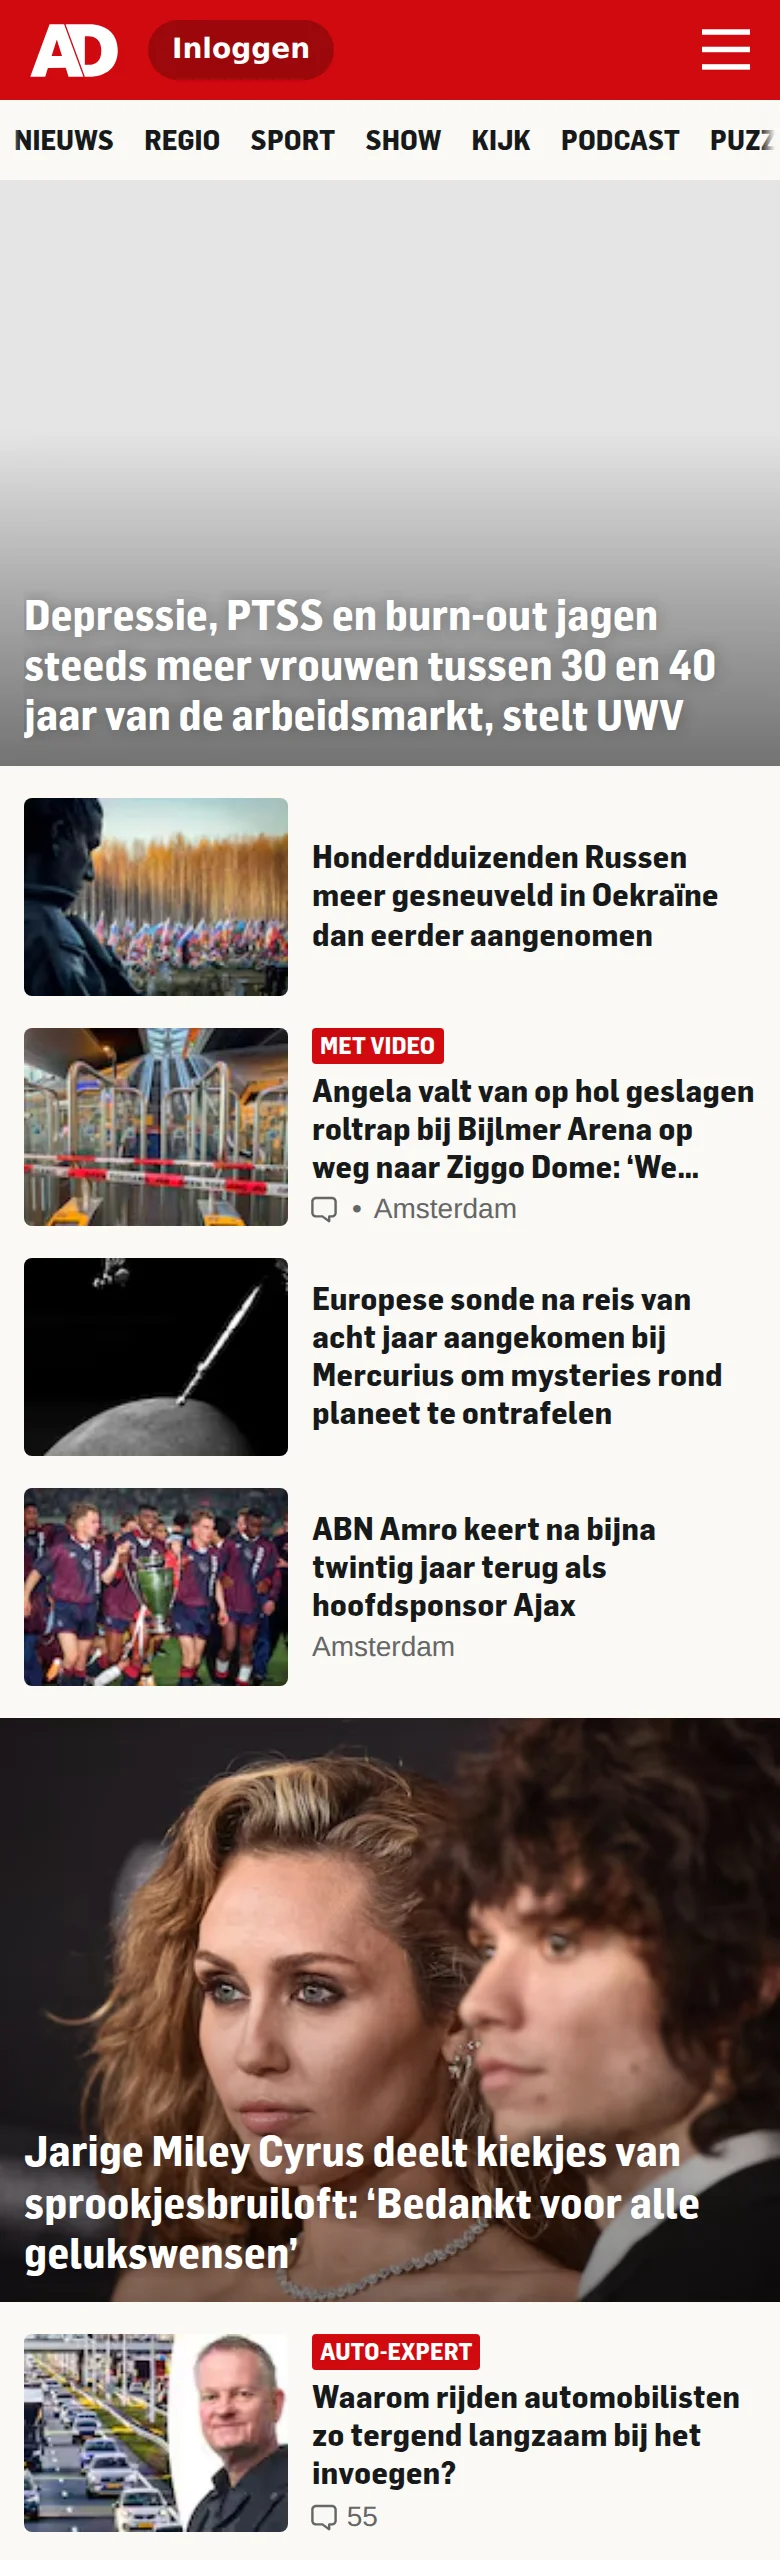 AD
Inloggen
NIEUWS REGIO SPORT SHOW KIJK PODCAST PUZZ
Depressie, PTSS en burn-out jagen
steeds meer vrouwen tussen 30 en 40
jaar van de arbeidsmarkt, stelt UWV
Honderdduizenden Russen
meer gesneuveld in Oekraïne
dan eerder aangenomen
MET VIDEO
Angela valt van op hol geslagen
roltrap bij Bijlmer Arena op
weg naar Ziggo Dome: ‘We...
• Amsterdam
Europese sonde na reis van
acht jaar aangekomen bij
Mercurius om mysteries rond
planeet te ontrafelen
ABN Amro keert na bijna
twintig jaar terug als
hoofdsponsor Ajax
Amsterdam
Jarige Miley Cyrus deelt kiekjes van
sprookjesbruiloft: ‘Bedankt voor alle
gelukswensen’
AUTO-EXPERT
Waarom rijden automobilisten
zo tergend langzaam bij het
invoegen?
55